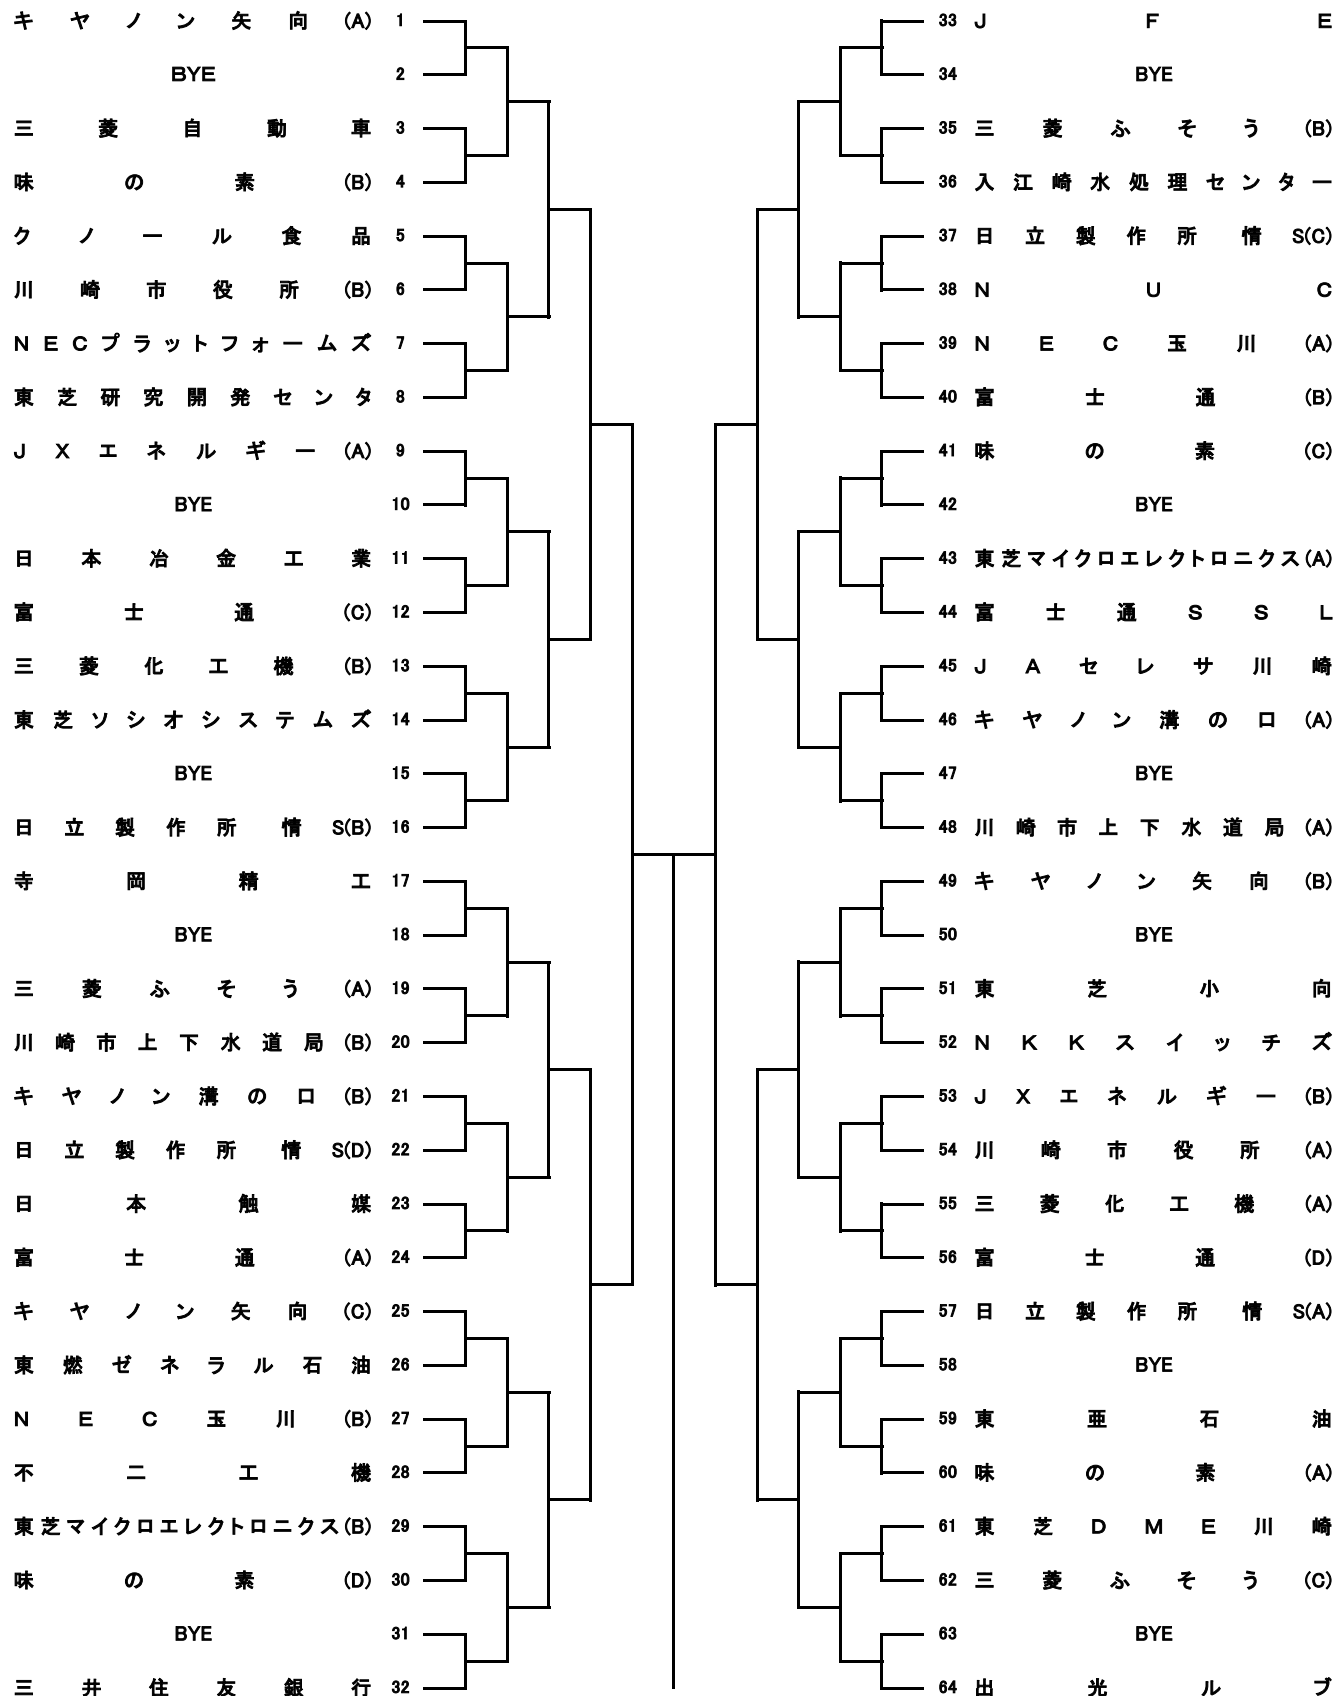 キヤノン矢向(A) 1
BYE 2
三菱自動車 3
味の素(B) 4
クノール食品 5
川崎市役所(B) 6
NECプラットフォームズ 7
東芝研究開発センタ 8
JXエネルギー(A) 9
BYE 10
日本冶金工業 11
富士通(C) 12
三菱化工機(B) 13
東芝ソシオシステムズ 14
BYE 15
日立製作所情S(B) 16
寺岡精工 17
BYE 18
三菱ふそう(A) 19
川崎市上下水道局(B) 20
キヤノン溝の口(B) 21
日立製作所情S(D) 22
日本触媒 23
富士通(A) 24
キヤノン矢向(C) 25
東燃ゼネラル石油 26
NEC玉川(B) 27
不二工機 28
東芝マイクロエレクトロニクス(B) 29
味の素(D) 30
BYE 31
三井住友銀行 32
33 JFE
34 BYE
35 三菱ふそう(B)
36 入江崎水処理センター
37 日立製作所情S(C)
38 NUC
39 NEC玉川(A)
40 富士通(B)
41 味の素(C)
42 BYE
43 東芝マイクロエレクトロニクス(A)
44 富士通SSL
45 JAセレサ川崎
46 キヤノン溝の口(A)
47 BYE
48 川崎市上下水道局(A)
49 キヤノン矢向(B)
50 BYE
51 東芝小向
52 NKKスイッチズ
53 JXエネルギー(B)
54 川崎市役所(A)
55 三菱化工機(A)
56 富士通(D)
57 日立製作所情S(A)
58 BYE
59 東亜石油
60 味の素(A)
61 東芝DME川崎
62 三菱ふそう(C)
63 BYE
64 出光ルブ